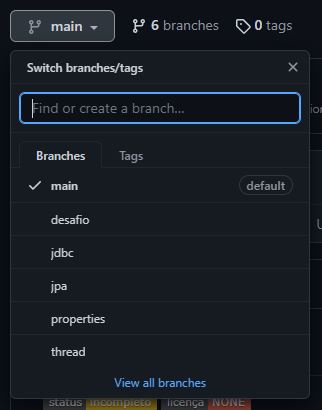 main
6 branches
0 tags
Switch branches/tags
Find or create a branch...
Branches
Tags
main
default
desafio
jdbc
jpa
properties
thread
View all branches
status incompleto licença NONE